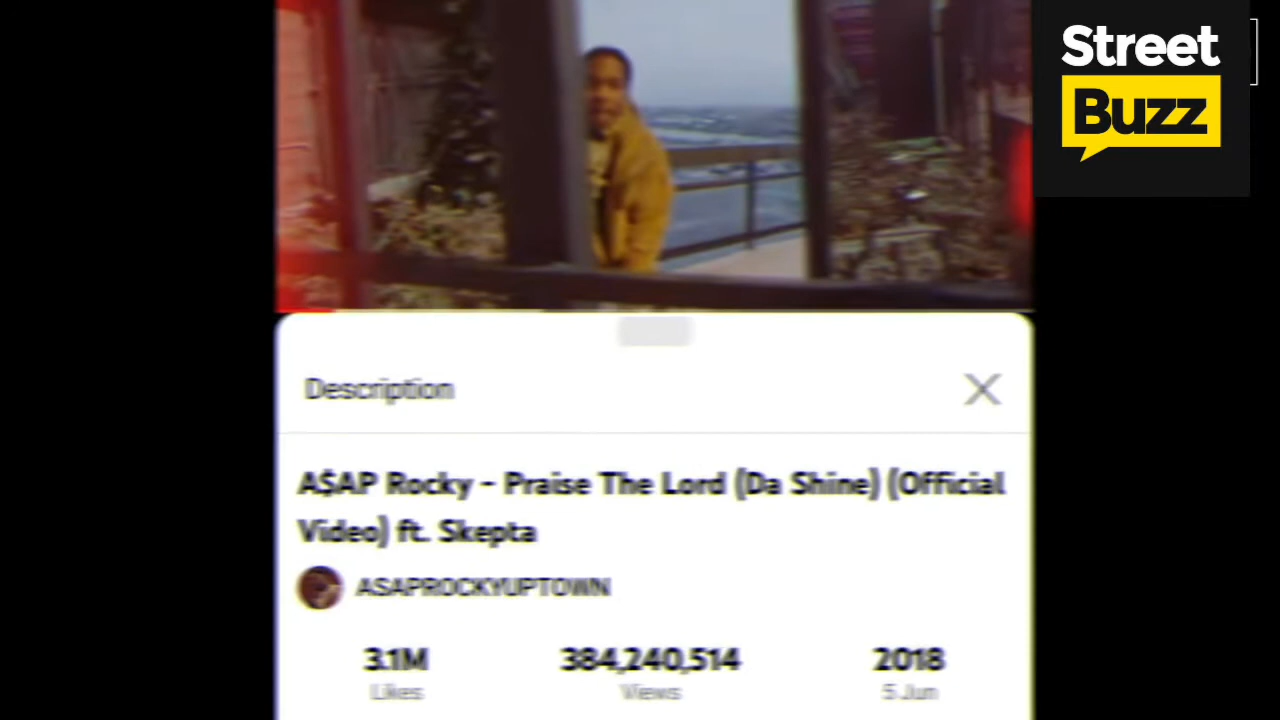 Street
Buzz
Description
A$AP Rocky - Praise The Lord (Da Shine) (Official
Video) ft. Skepta
ASAPROCKYUPTOWN
3.1M 384,240,514 2018
Likes Views 5 Jun